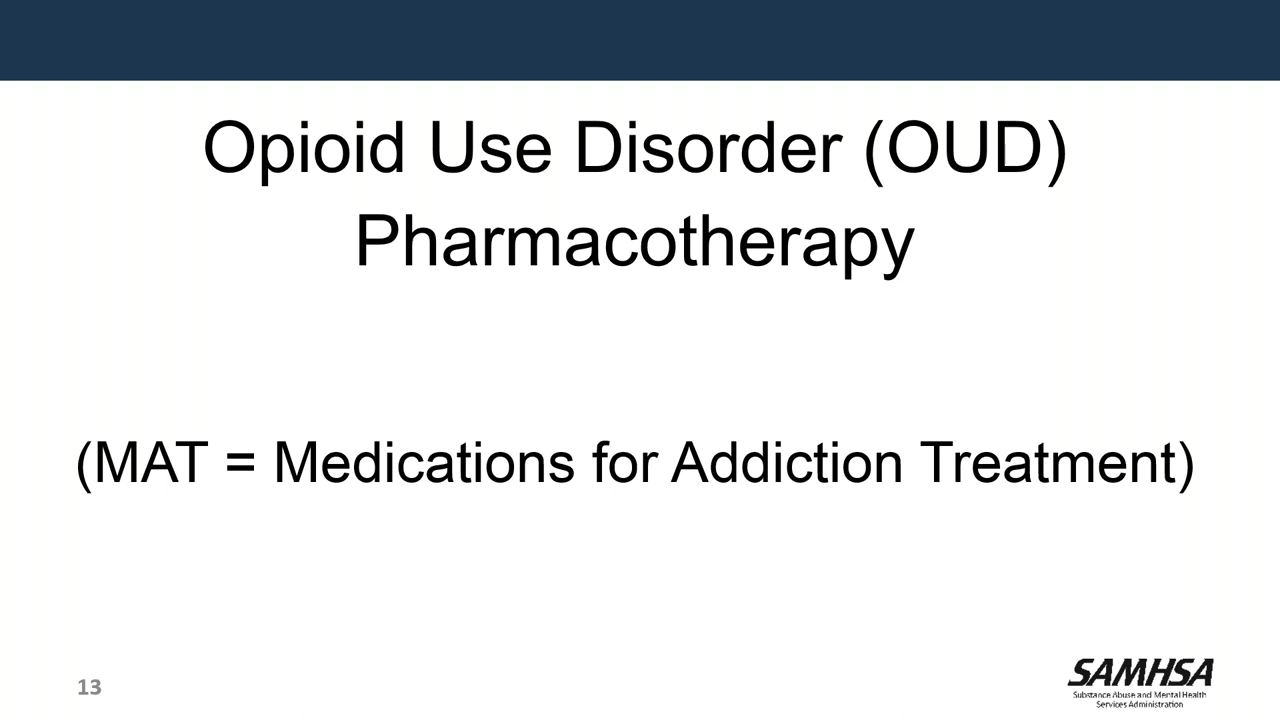 Opioid Use Disorder (OUD)
Pharmacotherapy
(MAT = Medications for Addiction Treatment)
13
SAMHSA
Substance Abuse and Mental Health
Services Administration